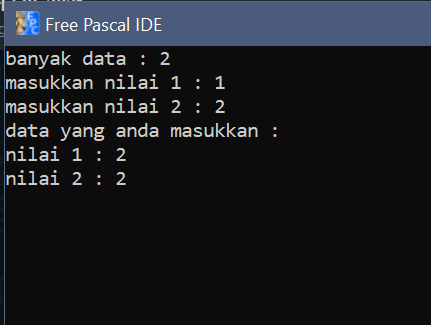 Free Pascal IDE
banyak data : 2
masukkan nilai 1 : 1
masukkan nilai 2 : 2
data yang anda masukkan :
nilai 1 : 2
nilai 2 : 2